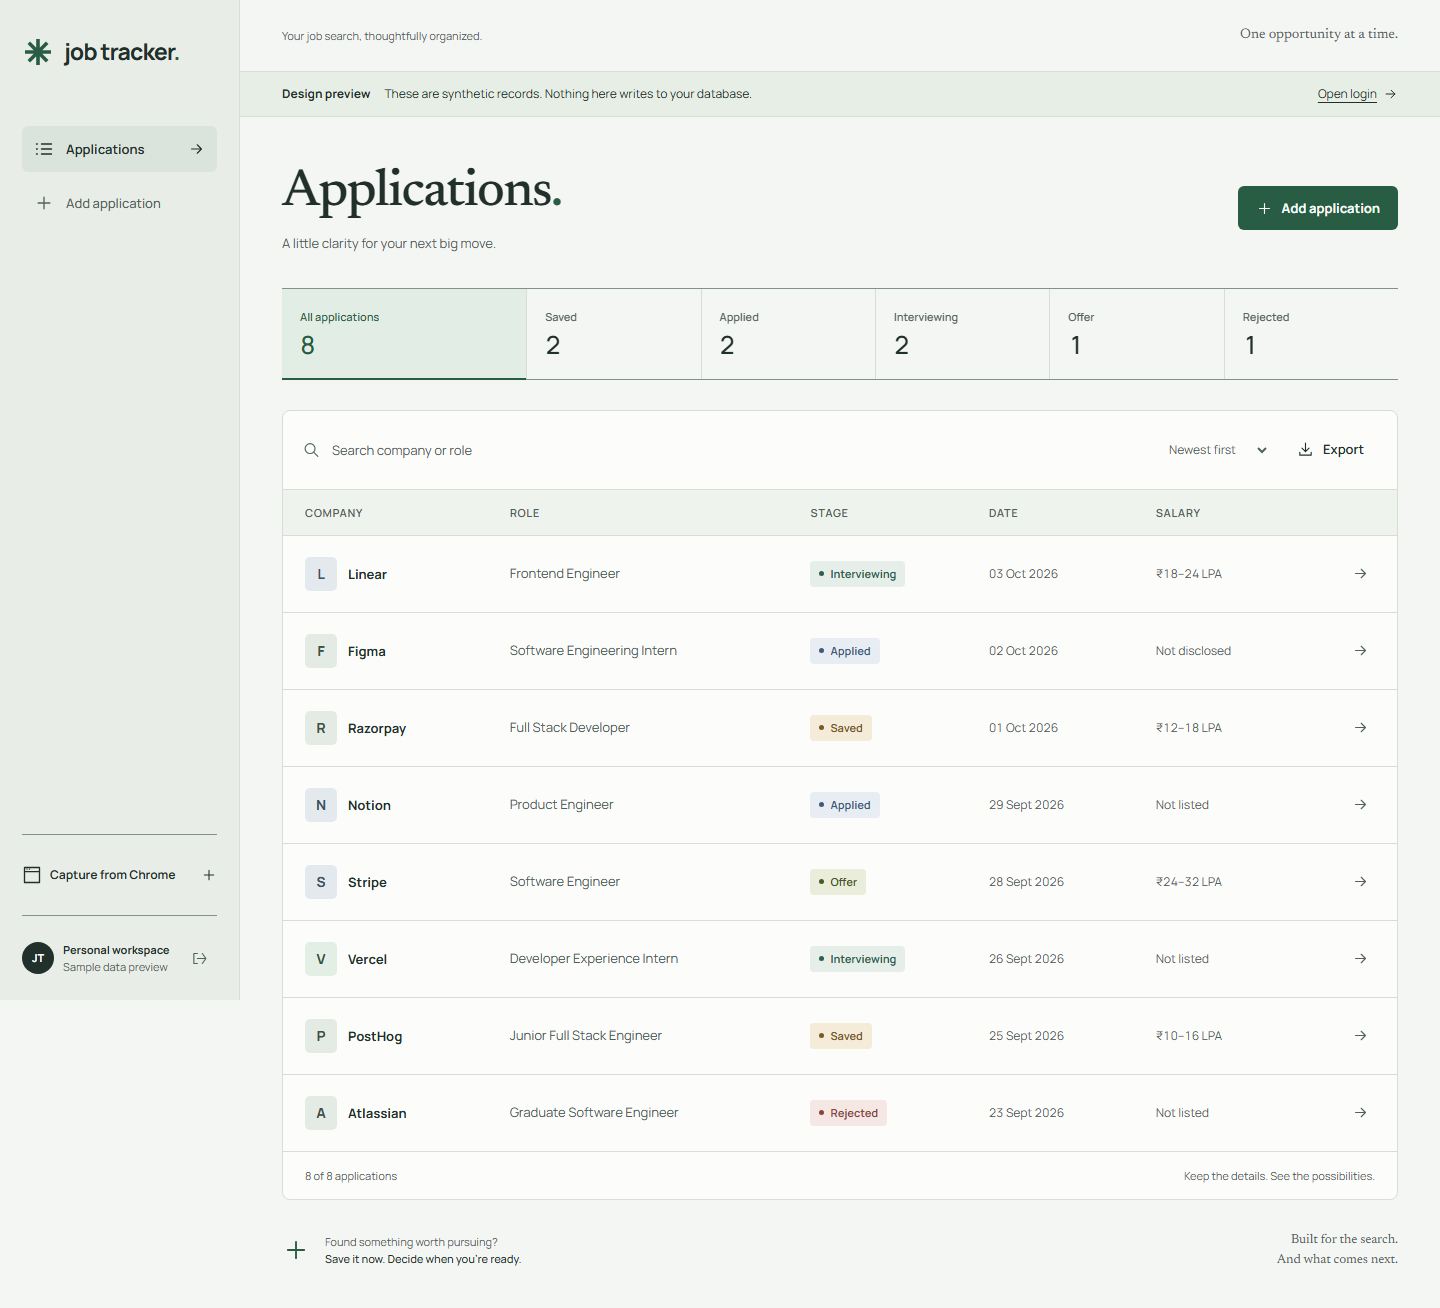 job tracker.
Applications
Add application
Capture from Chrome
JT
Personal workspace
Sample data preview
Your job search, thoughtfully organized.
One opportunity at a time.
Design preview These are synthetic records. Nothing here writes to your database.
Open login
Applications.
A little clarity for your next big move.
Add application
All applications Saved Applied Interviewing Offer Rejected
8 2 2 2 1 1
Search company or role Newest first Export
COMPANY ROLE STAGE DATE SALARY
L Linear Frontend Engineer Interviewing 03 Oct 2026 ₹18–24 LPA
F Figma Software Engineering Intern Applied 02 Oct 2026 Not disclosed
R Razorpay Full Stack Developer Saved 01 Oct 2026 ₹12–18 LPA
N Notion Product Engineer Applied 29 Sept 2026 Not listed
S Stripe Software Engineer Offer 28 Sept 2026 ₹24–32 LPA
V Vercel Developer Experience Intern Interviewing 26 Sept 2026 Not listed
P PostHog Junior Full Stack Engineer Saved 25 Sept 2026 ₹10–16 LPA
A Atlassian Graduate Software Engineer Rejected 23 Sept 2026 Not listed
8 of 8 applications Keep the details. See the possibilities.
Found something worth pursuing?
Save it now. Decide when you're ready.
Built for the search.
And what comes next.